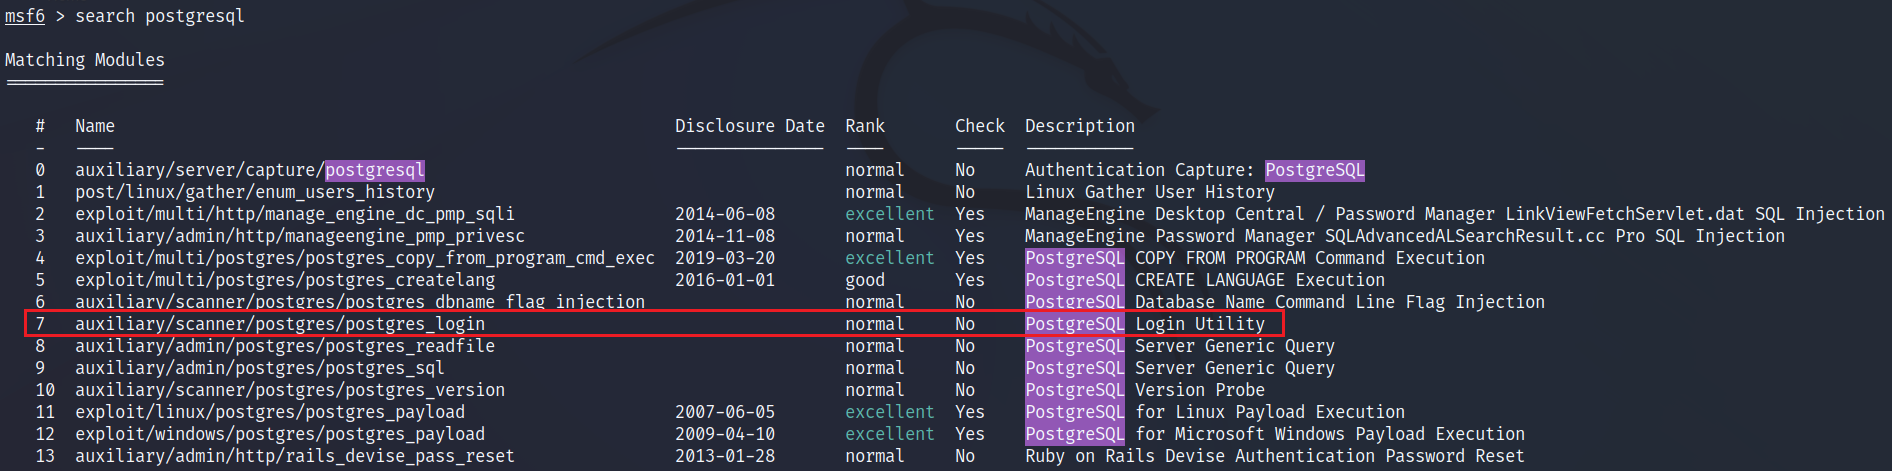 msf6 > search postgresql
Matching Modules
================
# Name Disclosure Date Rank Check Description
- ---- --------------- ---- ----- -----------
0 auxiliary/server/capture/postgresql normal No Authentication Capture: PostgreSQL
1 post/linux/gather/enum_users_history normal No Linux Gather User History
2 exploit/multi/http/manage_engine_dc_pmp_sqli 2014-06-08 excellent Yes ManageEngine Desktop Central / Password Manager LinkViewFetchServlet.dat SQL Injection
3 auxiliary/admin/http/manageengine_pmp_privesc 2014-11-08 normal Yes ManageEngine Password Manager SQLAdvancedALSearchResult.cc Pro SQL Injection
4 exploit/multi/postgres/postgres_copy_from_program_cmd_exec 2019-03-20 excellent Yes PostgreSQL COPY FROM PROGRAM Command Execution
5 exploit/multi/postgres/postgres_createlang 2016-01-01 good Yes PostgreSQL CREATE LANGUAGE Execution
6 auxiliary/scanner/postgres/postgres_dbname_flag_injection normal No PostgreSQL Database Name Command Line Flag Injection
7 auxiliary/scanner/postgres/postgres_login normal No PostgreSQL Login Utility
8 auxiliary/admin/postgres/postgres_readfile normal No PostgreSQL Server Generic Query
9 auxiliary/admin/postgres/postgres_sql normal No PostgreSQL Server Generic Query
10 auxiliary/scanner/postgres/postgres_version normal No PostgreSQL Version Probe
11 exploit/linux/postgres/postgres_payload 2007-06-05 excellent Yes PostgreSQL for Linux Payload Execution
12 exploit/windows/postgres/postgres_payload 2009-04-10 excellent Yes PostgreSQL for Microsoft Windows Payload Execution
13 auxiliary/admin/http/rails_devise_pass_reset 2013-01-28 normal No Ruby on Rails Devise Authentication Password Reset